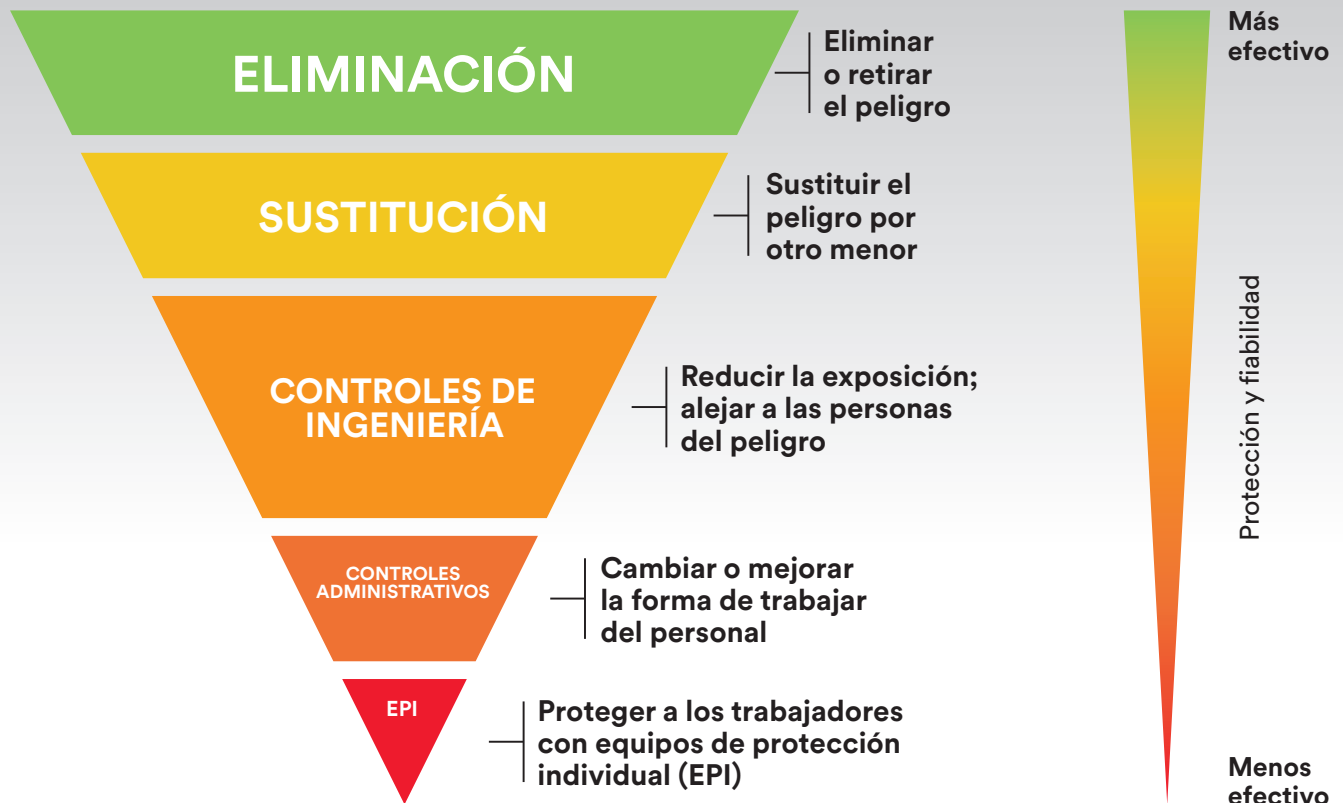 ELIMINACIÓN
Eliminar
o retirar
el peligro
SUSTITUCIÓN
Sustituir el
peligro por
otro menor
CONTROLES DE
INGENIERÍA
Reducir la exposición;
alejar a las personas
del peligro
CONTROLES
ADMINISTRATIVOS
Cambiar o mejorar
la forma de trabajar
del personal
EPI
Proteger a los trabajadores
con equipos de protección
individual (EPI)
Más
efectivo
Protección y fiabilidad
Menos
efectivo